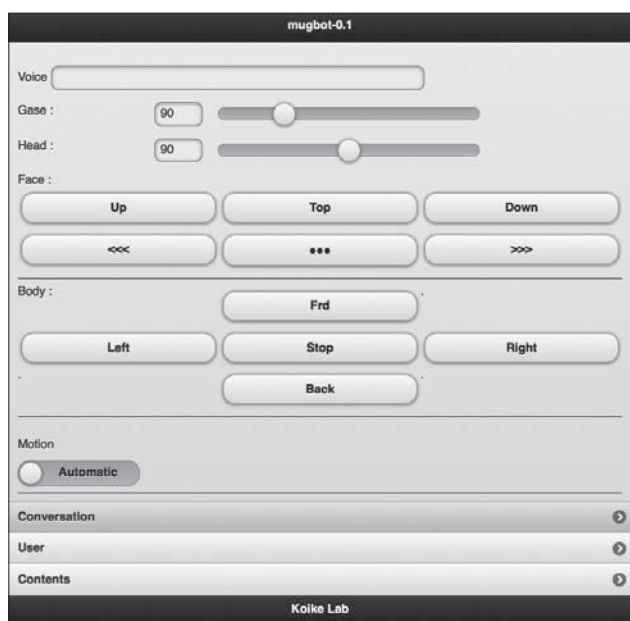 mugbot-0.1
Voice
Gase : 90
Head : 90
Face :
Up Top Down
<<< ••• >>>
Body :
Frd
Left Stop Right
Back
Motion
Automatic
Conversation
User
Contents
Koike Lab